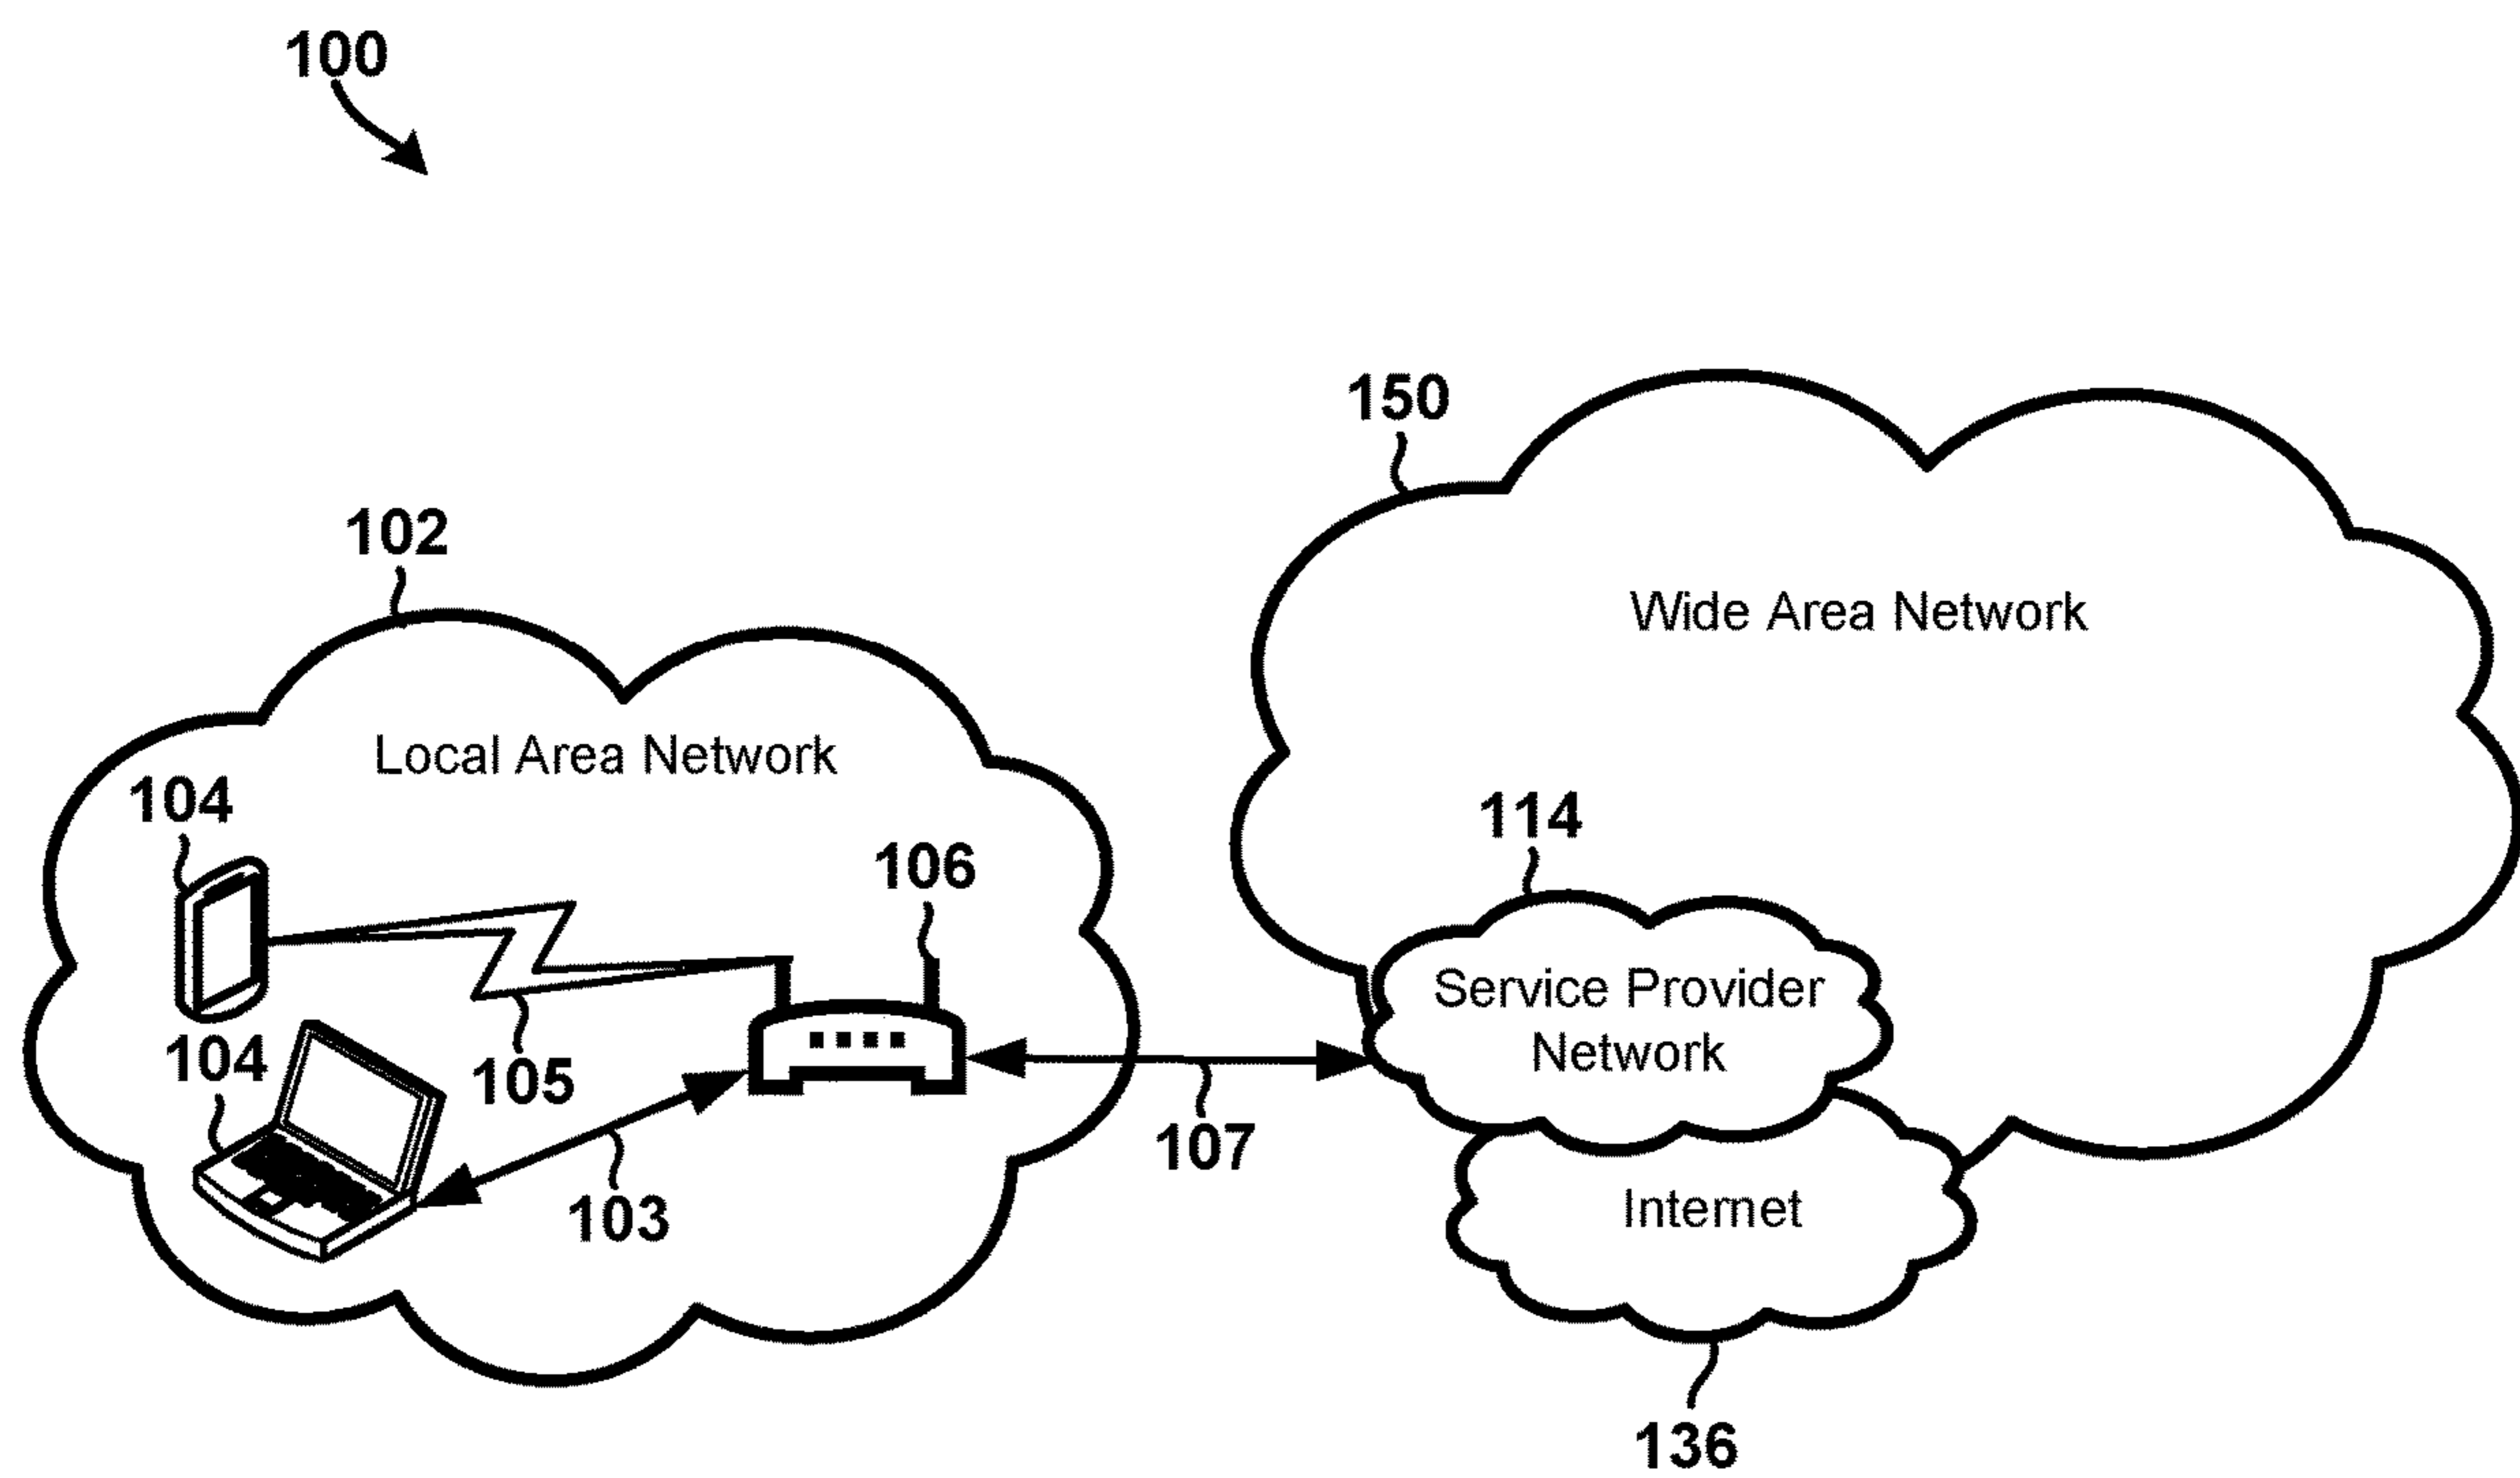 100
150
102
Wide Area Network
Local Area Network
104
114
106
Service Provider
Network
104
105
107
103
Internet
136